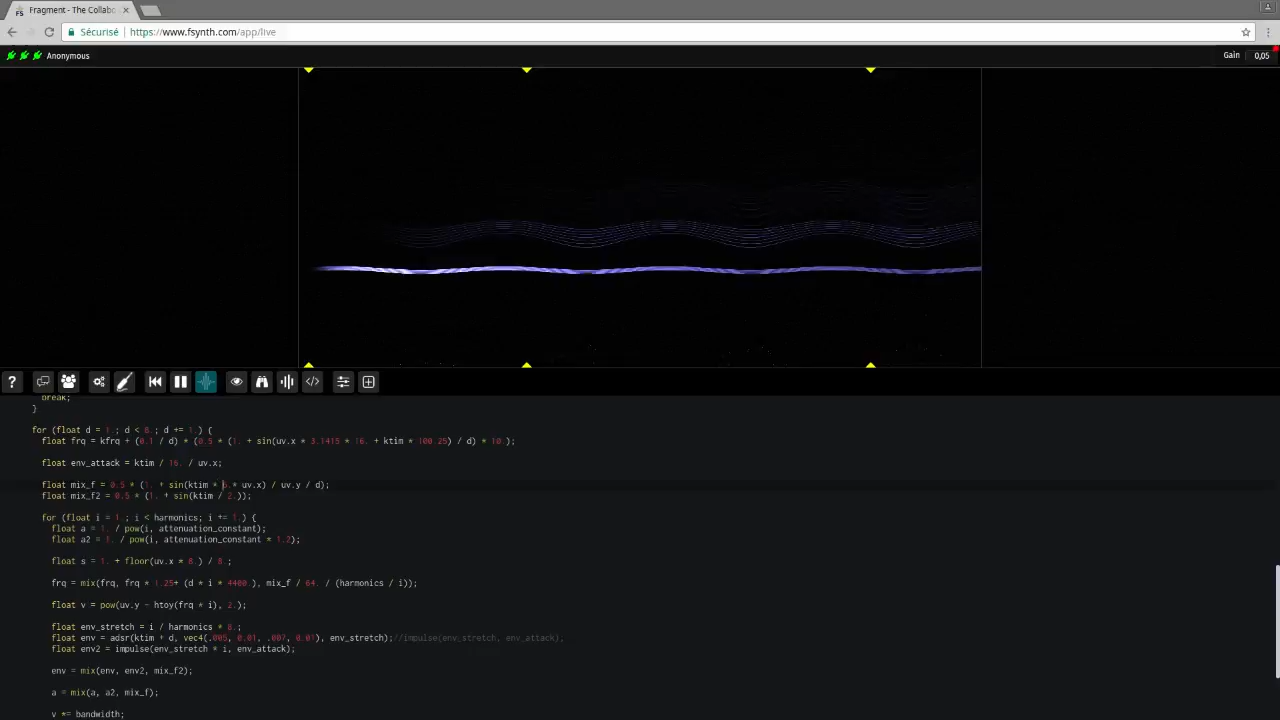 Fragment - The Collabo
Sécurisé https://www.fsynth.com/app/live
Anonymous
Gain 0,05
break;
}
for (float d = 1.; d < 8.; d += 1.) {
float frq = kfrq + (0.1 / d) * (0.5 * (1. + sin(uv.x * 3.1415 * 16. + ktim * 100.25) / d) * 10.);
float env_attack = ktim / 16. / uv.x;
float mix_f = 0.5 * (1. + sin(ktim * 6.* uv.x) / uv.y / d);
float mix_f2 = 0.5 * (1. + sin(ktim / 2.));
for (float i = 1.; i < harmonics; i += 1.) {
float a = 1. / pow(i, attenuation_constant);
float a2 = 1. / pow(i, attenuation_constant * 1.2);
float s = 1. + floor(uv.x * 8.) / 8.;
frq = mix(frq, frq * 1.25+ (d * i * 4400.), mix_f / 64. / (harmonics / i));
float v = pow(uv.y - htoy(frq * i), 2.);
float env_stretch = i / harmonics * 8.;
float env = adsr(ktim + d, vec4(.005, 0.01, .007, 0.01), env_stretch);//impulse(env_stretch, env_attack);
float env2 = impulse(env_stretch * i, env_attack);
env = mix(env, env2, mix_f2);
a = mix(a, a2, mix_f);
v *= bandwidth;